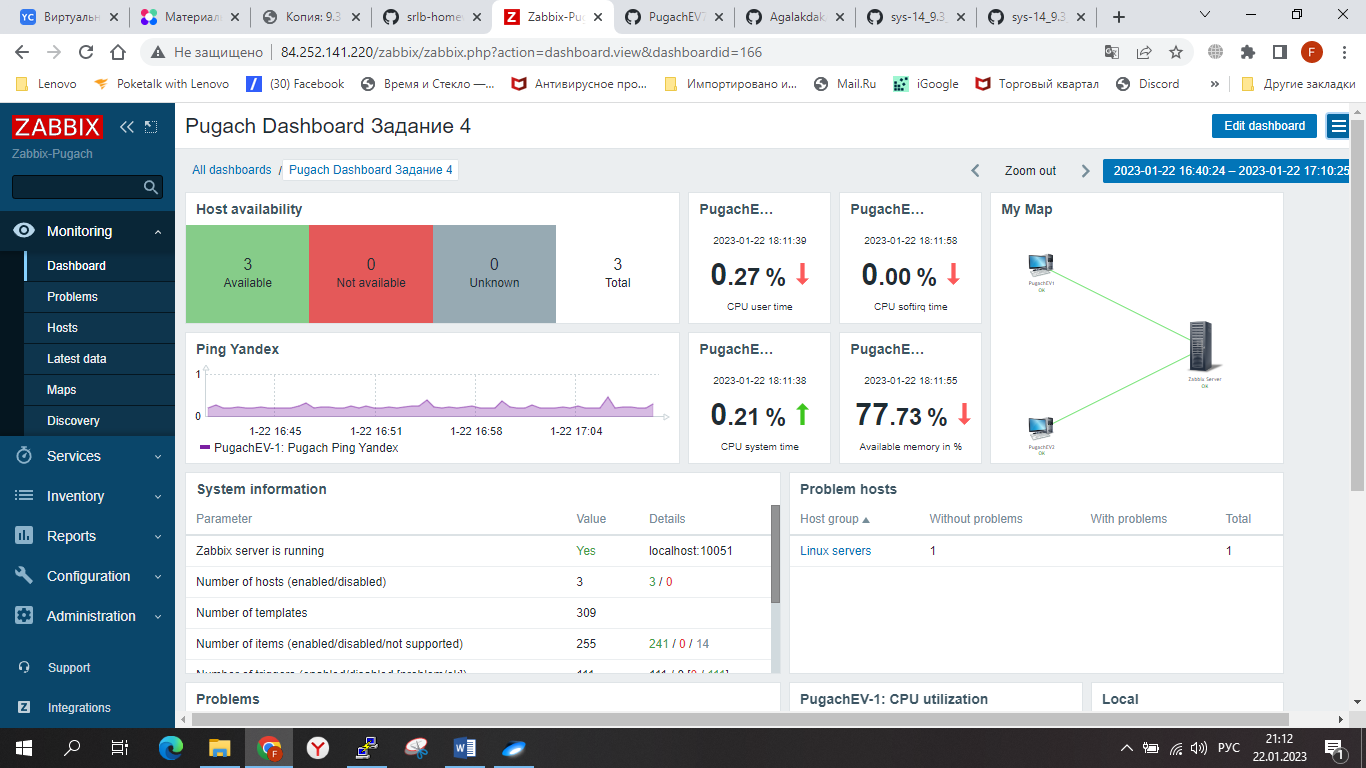 Виртуальн
Материал
Копия: 9.3
srlb-home
Zabbix-Pug
PugachEV
Agalakdak
sys-14_9.3
sys-14_9.3
Не защищено | 84.252.141.220/zabbix/zabbix.php?action=dashboard.view&dashboardid=166
Lenovo
Poketalk with Lenovo
(30) Facebook
Время и Стекло —...
Антивирусное про...
Импортировано и...
Mail.Ru
iGoogle
Торговый квартал
Discord
»
Другие закладки
ZABBIX
Zabbix-Pugach
Monitoring
Dashboard
Problems
Hosts
Latest data
Maps
Discovery
Services
Inventory
Reports
Configuration
Administration
Support
Integrations
Pugach Dashboard Задание 4
Edit dashboard
All dashboards / Pugach Dashboard Задание 4
Zoom out
2023-01-22 16:40:24 – 2023-01-22 17:10:25
Host availability
3 Available
0 Not available
0 Unknown
3 Total
PugachE...
2023-01-22 18:11:39
0.27 %
CPU user time
PugachE...
2023-01-22 18:11:58
0.00 %
CPU softirq time
My Map
PugachEV1
OK
Zabbix Server
OK
PugachEV2
OK
Ping Yandex
1
0
1-22 16:45
1-22 16:51
1-22 16:58
1-22 17:04
PugachEV-1: Pugach Ping Yandex
PugachE...
2023-01-22 18:11:38
0.21 %
CPU system time
PugachE...
2023-01-22 18:11:55
77.73 %
Available memory in %
System information
Parameter Value Details
Zabbix server is running Yes localhost:10051
Number of hosts (enabled/disabled) 3 3 / 0
Number of templates 309
Number of items (enabled/disabled/not supported) 255 241 / 0 / 14
Number of triggers (enabled/disabled [problem/ok]) 111 111 / 0 [0 / 111]
Problem hosts
Host group Without problems With problems Total
Linux servers 1 1
Problems
PugachEV-1: CPU utilization
Local
РУС
21:12
22.01.2023
1